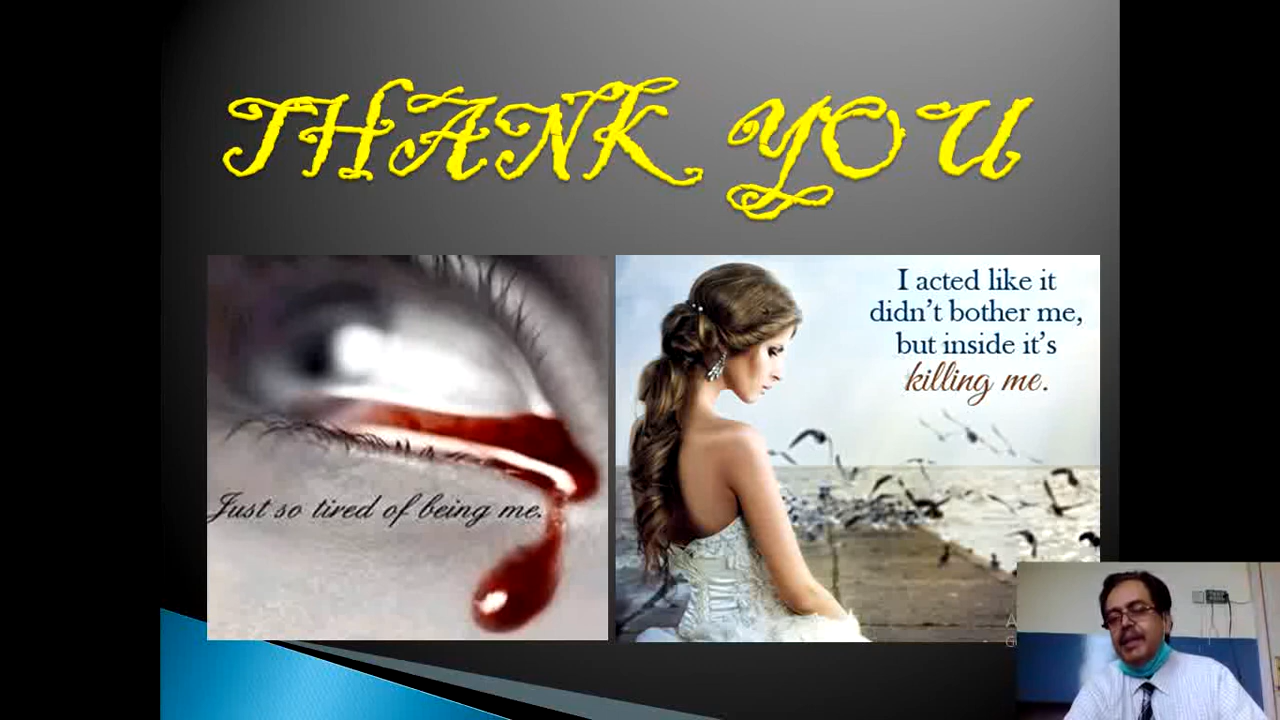 THANK YOU
I acted like it
didn't bother me,
but inside it's
killing me.
Just so tired of being me.